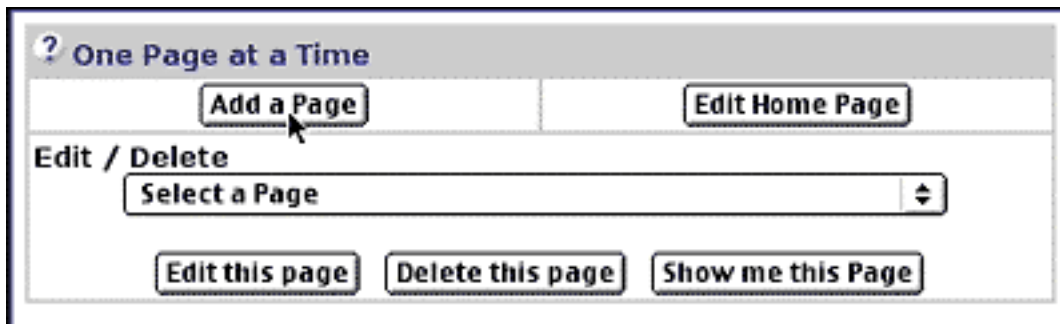 ? One Page at a Time
Add a Page Edit Home Page
Edit / Delete
Select a Page
Edit this page Delete this page Show me this Page